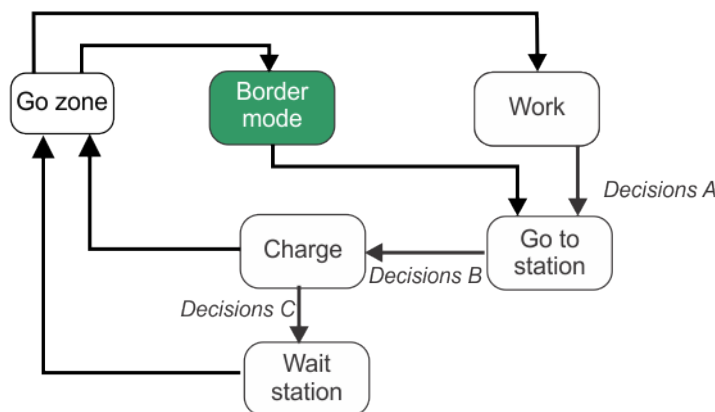 Go zone
Border
mode
Work
Decisions A
Charge
Go to
station
Decisions B
Decisions C
Wait
station